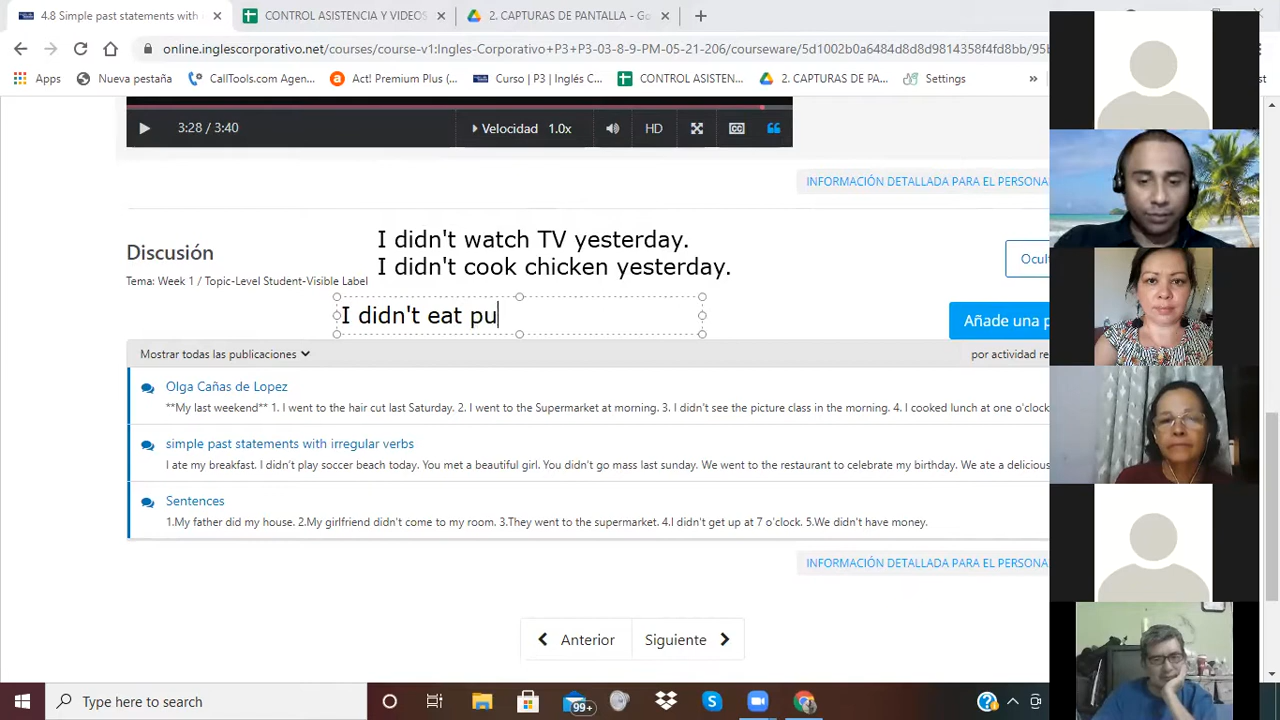 4.8 Simple past statements with
CONTROL ASISTENCIA Y VIDEOS
2. CAPTURAS DE PANTALLA - Go
online.inglescorporativo.net/courses/course-v1:Ingles-Corporativo+P3+P3-03-8-9-PM-05-21-206/courseware/5d1002b0a6484d8d8d9814358f4fd8bb/95b
Apps
Nueva pestaña
CallTools.com Agen...
Act! Premium Plus (...
Curso | P3 | Inglés C...
CONTROL ASISTEN...
2. CAPTURAS DE PA...
Settings
»
st
3:28 / 3:40
Velocidad 1.0x
HD
CC
INFORMACIÓN DETALLADA PARA EL PERSONA
I didn't watch TV yesterday.
I didn't cook chicken yesterday.
Discusión
Ocul
Tema: Week 1 / Topic-Level Student-Visible Label
I didn't eat pu
Añade una p
Mostrar todas las publicaciones
por actividad re
Olga Cañas de Lopez
**My last weekend** 1. I went to the hair cut last Saturday. 2. I went to the Supermarket at morning. 3. I didn't see the picture class in the morning. 4. I cooked lunch at one o'clock
simple past statements with irregular verbs
I ate my breakfast. I didn't play soccer beach today. You met a beautiful girl. You didn't go mass last sunday. We went to the restaurant to celebrate my birthday. We ate a delicious
Sentences
1.My father did my house. 2.My girlfriend didn't come to my room. 3.They went to the supermarket. 4.I didn't get up at 7 o'clock. 5.We didn't have money.
INFORMACIÓN DETALLADA PARA EL PERSONA
Anterior
Siguiente
Type here to search
99+